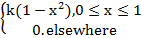 {k(1 − x²),0 ≤ x ≤ 1
0.elsewhere